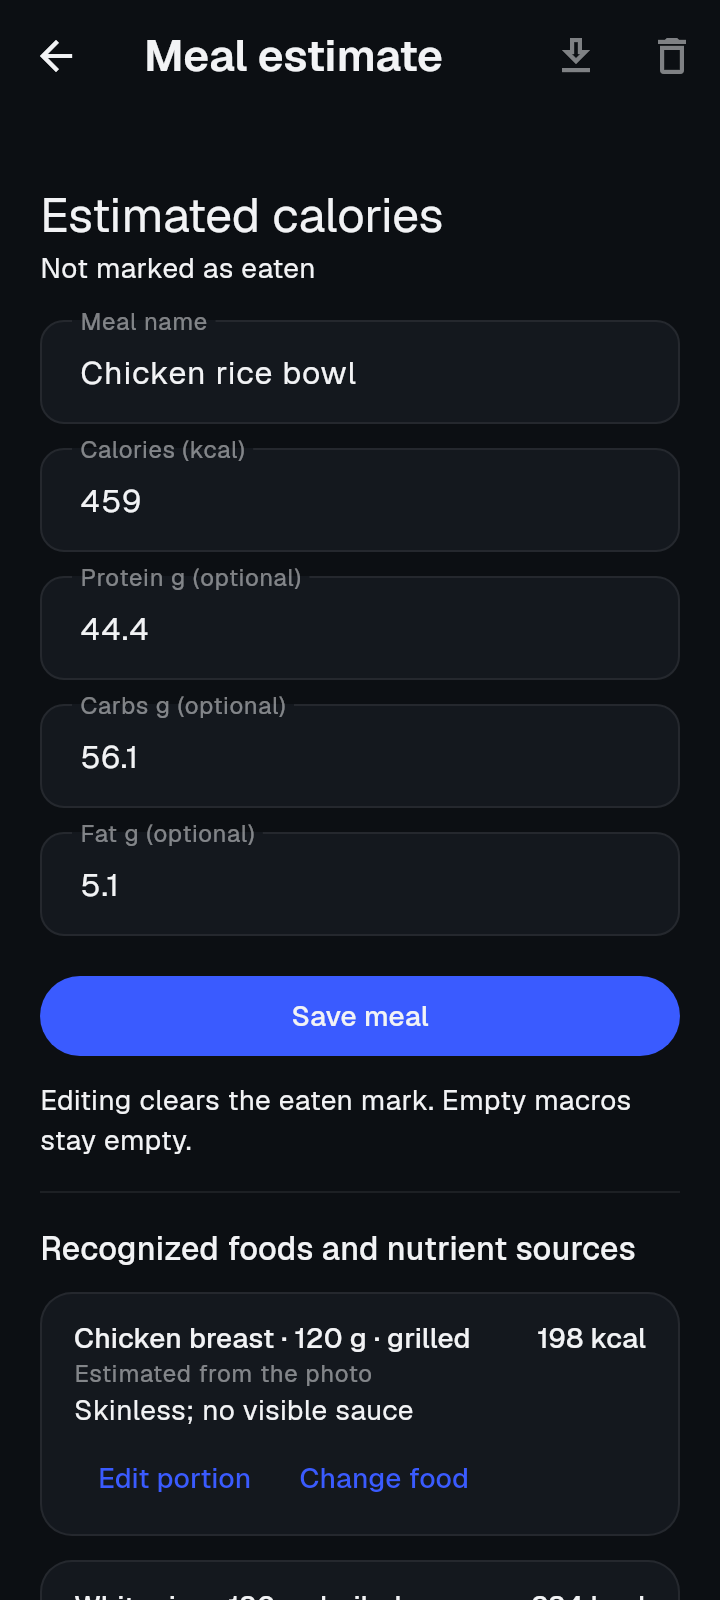 Meal estimate
Estimated calories
Not marked as eaten
Meal name
Chicken rice bowl
Calories (kcal)
459
Protein g (optional)
44.4
Carbs g (optional)
56.1
Fat g (optional)
5.1
Save meal
Editing clears the eaten mark. Empty macros
stay empty.
Recognized foods and nutrient sources
Chicken breast · 120 g · grilled 198 kcal
Estimated from the photo
Skinless; no visible sauce
Edit portion Change food